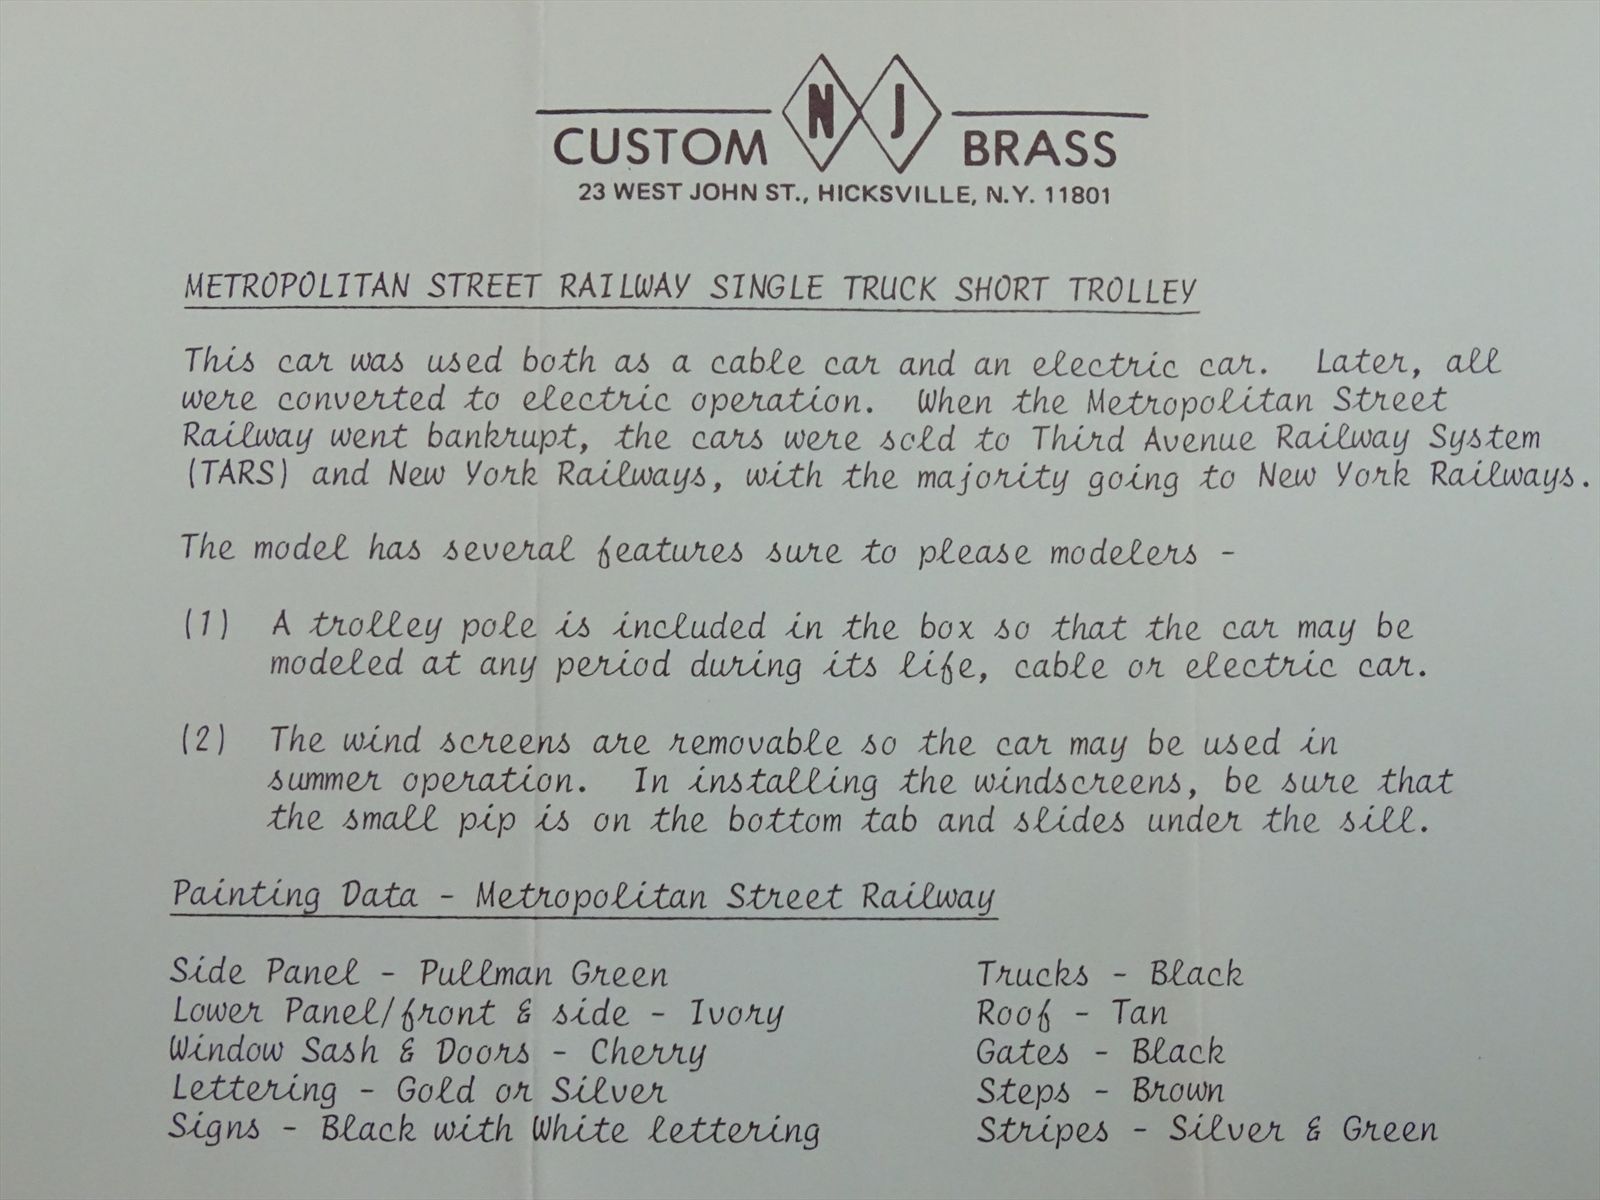 CUSTOM NJ BRASS
23 WEST JOHN ST., HICKSVILLE, N.Y. 11801
METROPOLITAN STREET RAILWAY SINGLE TRUCK SHORT TROLLEY
This car was used both as a cable car and an electric car. Later, all
were converted to electric operation. When the Metropolitan Street
Railway went bankrupt, the cars were sold to Third Avenue Railway System
(TARS) and New York Railways, with the majority going to New York Railways.
The model has several features sure to please modelers -
(1) A trolley pole is included in the box so that the car may be
modeled at any period during its life, cable or electric car.
(2) The wind screens are removable so the car may be used in
summer operation. In installing the windscreens, be sure that
the small pip is on the bottom tab and slides under the sill.
Painting Data - Metropolitan Street Railway
Side Panel - Pullman Green
Lower Panel/front & side - Ivory
Window Sash & Doors - Cherry
Lettering - Gold or Silver
Signs - Black with White lettering
Trucks - Black
Roof - Tan
Gates - Black
Steps - Brown
Stripes - Silver & Green